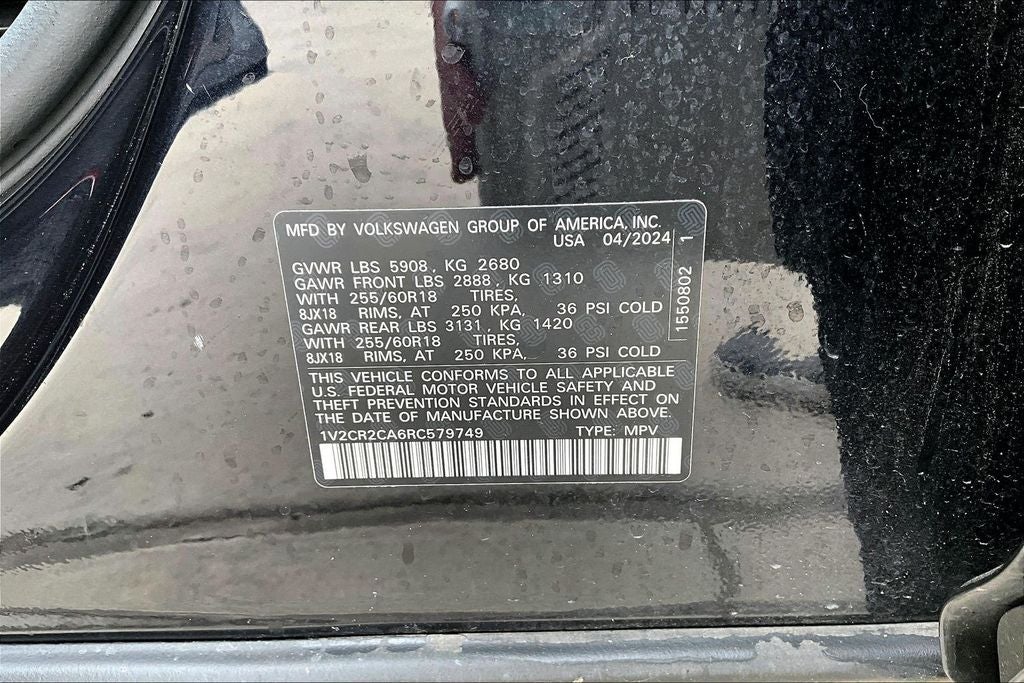 MFD BY VOLKSWAGEN GROUP OF AMERICA, INC.
USA 04/2024
GVWR LBS 5908, KG 2680
GAWR FRONT LBS 2888, KG 1310
WITH 255/60R18 TIRES,
8JX18 RIMS, AT 250 KPA, 36 PSI COLD
GAWR REAR LBS 3131, KG 1420
WITH 255/60R18 TIRES,
8JX18 RIMS, AT 250 KPA, 36 PSI COLD
1550802 1
THIS VEHICLE CONFORMS TO ALL APPLICABLE
U.S. FEDERAL MOTOR VEHICLE SAFETY AND
THEFT PREVENTION STANDARDS IN EFFECT ON
THE DATE OF MANUFACTURE SHOWN ABOVE.
1V2CR2CA6RC579749 TYPE: MPV